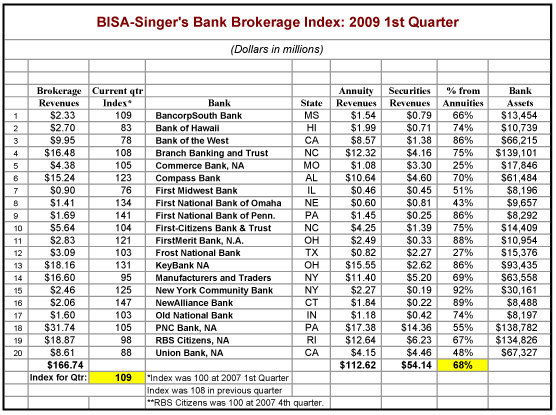 BISA-Singer's Bank Brokerage Index: 2009 1st Quarter
(Dollars in millions)
Brokerage Current qtr Annuity Securities % from Bank
Revenues Index* Bank State Revenues Revenues Annuities Assets
1 $2.33 109 BancorpSouth Bank MS $1.54 $0.79 66% $13,454
2 $2.70 83 Bank of Hawaii HI $1.99 $0.71 74% $10,739
3 $9.95 78 Bank of the West CA $8.57 $1.38 86% $66,215
4 $16.48 108 Branch Banking and Trust NC $12.32 $4.16 75% $139,101
5 $4.38 105 Commerce Bank, NA MO $1.08 $3.30 25% $17,846
6 $15.24 123 Compass Bank AL $10.64 $4.60 70% $61,484
7 $0.90 76 First Midwest Bank IL $0.46 $0.45 51% $8,196
8 $1.41 134 First National Bank of Omaha NE $0.60 $0.81 43% $9,657
9 $1.69 141 First National Bank of Penn. PA $1.45 $0.25 86% $8,292
10 $5.64 104 First-Citizens Bank & Trust NC $4.25 $1.39 75% $14,409
11 $2.83 121 FirstMerit Bank, N.A. OH $2.49 $0.33 88% $10,954
12 $3.09 103 Frost National Bank TX $0.82 $2.27 27% $15,376
13 $18.16 131 KeyBank NA OH $15.55 $2.62 86% $93,435
14 $16.60 95 Manufacturers and Traders NY $11.40 $5.20 69% $63,558
15 $2.46 125 New York Community Bank NY $2.27 $0.19 92% $30,161
16 $2.06 147 NewAlliance Bank CT $1.84 $0.22 89% $8,488
17 $1.60 103 Old National Bank IN $1.18 $0.42 74% $8,197
18 $31.74 105 PNC Bank, NA PA $17.38 $14.36 55% $138,782
19 $18.87 98 RBS Citizens, NA RI $12.64 $6.23 67% $134,826
20 $8.61 88 Union Bank, NA CA $4.15 $4.46 48% $67,327
$166.74 $112.62 $54.14 68%
Index for Qtr: 109 *Index was 100 at 2007 1st Quarter
Index was 108 in previous quarter
**RBS Citizens was 100 at 2007 4th quarter.